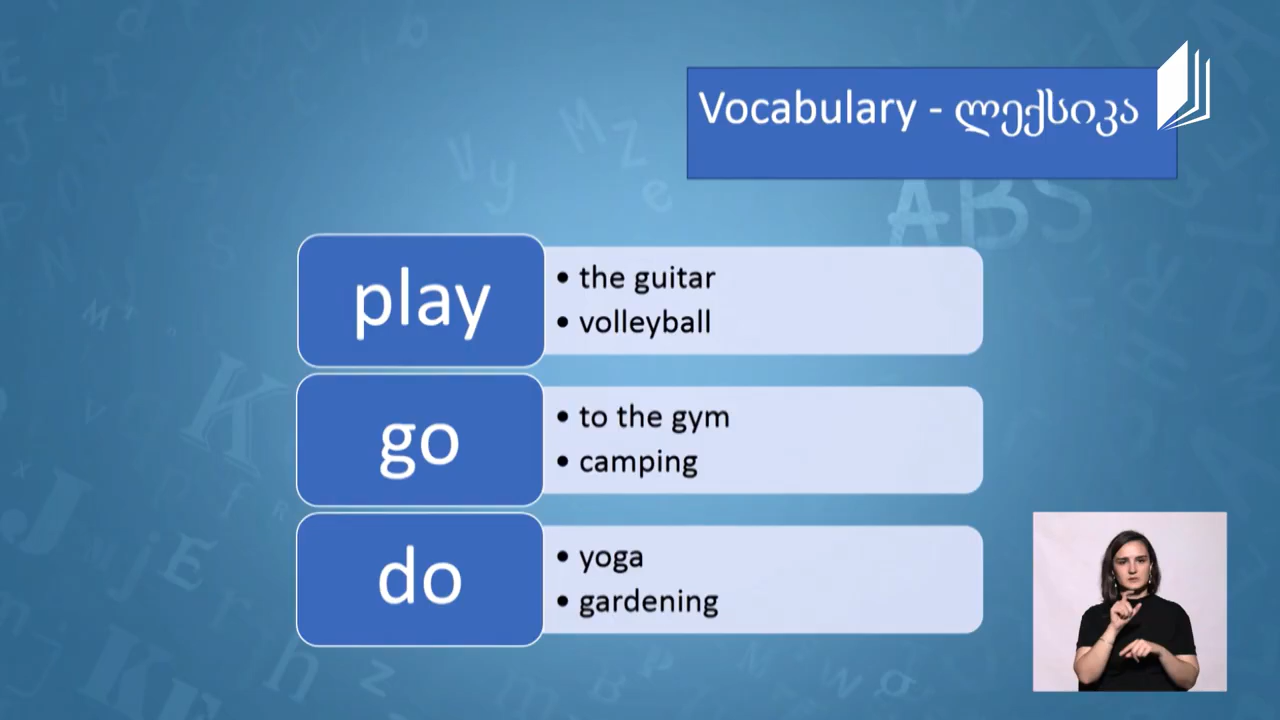 Vocabulary - ლექსიკა
play
• the guitar
• volleyball
go
• to the gym
• camping
do
• yoga
• gardening